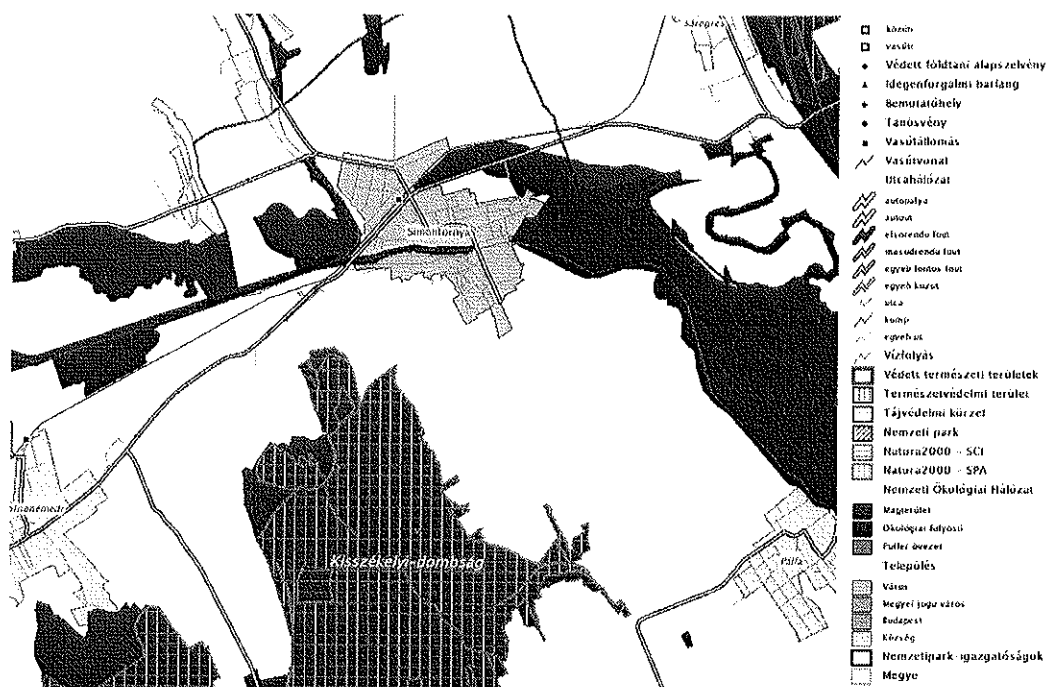 Sáregres
Simontornya
Kisszékelyi-dombság
Pálfa
közúti
vasúti
Védett földtani alapszelvény
Idegenforgalmi barlang
Bemutatóhely
Tanösvény
Vasútállomás
Vasútvonal
Utcahálózat
autópálya
autóút
elsőrendű főút
másodrendű főút
egyéb fontos főút
egyéb közút
utca
komp
egyéb út
Vízfolyás
Védett természeti területek
Természetvédelmi terület
Tájvédelmi körzet
Nemzeti park
Natura2000 - SCI
Natura2000 - SPA
Nemzeti Ökológiai Hálózat
Magterület
Ökológiai folyosó
Puffer övezet
Település
Város
Megyei jogú város
Budapest
Község
Nemzetipark-igazgatóságok
Megye